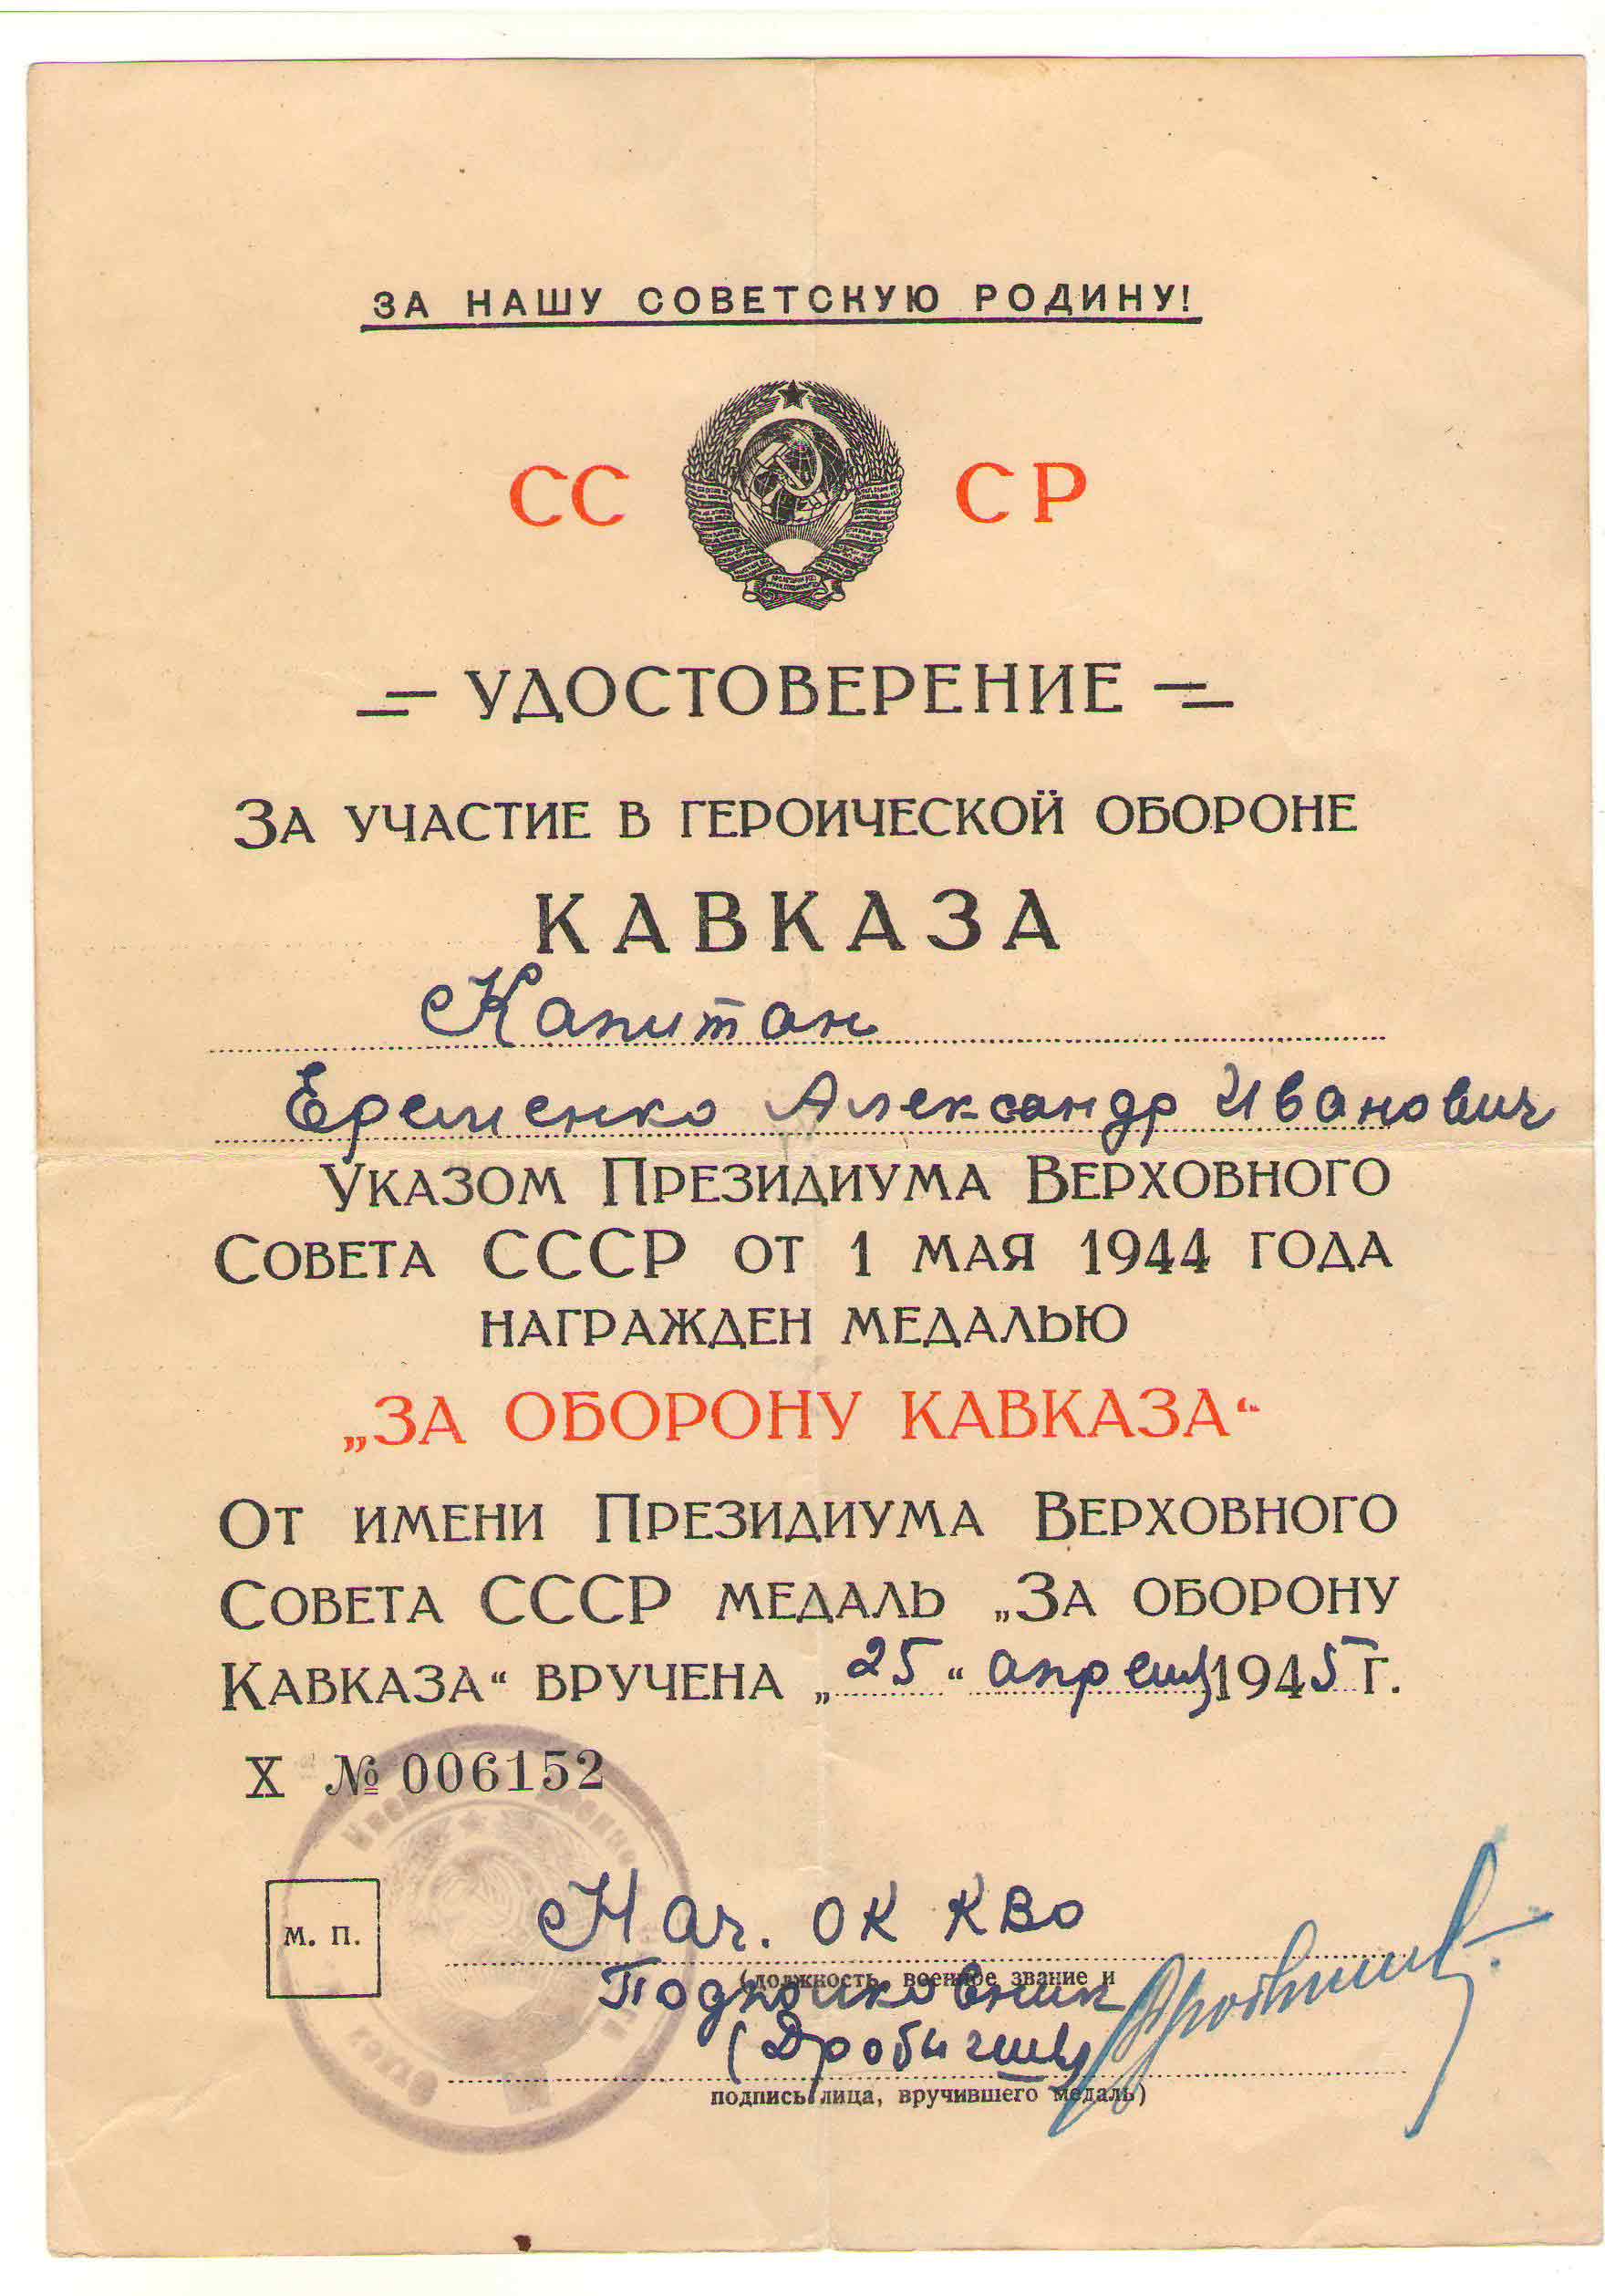 ЗА НАШУ СОВЕТСКУЮ РОДИНУ!
СС СР
УДОСТОВЕРЕНИЕ
ЗА УЧАСТИЕ В ГЕРОИЧЕСКОЙ ОБОРОНЕ
КАВКАЗА
Капитан
Еременко Александр Иванович
УКАЗОМ ПРЕЗИДИУМА ВЕРХОВНОГО
СОВЕТА СССР ОТ 1 МАЯ 1944 ГОДА
НАГРАЖДЕН МЕДАЛЬЮ
„ЗА ОБОРОНУ КАВКАЗА“
ОТ ИМЕНИ ПРЕЗИДИУМА ВЕРХОВНОГО
СОВЕТА СССР МЕДАЛЬ „ЗА ОБОРОНУ
КАВКАЗА“ ВРУЧЕНА „25“ апреля 1945 Г.
X № 006152
М. П.
Нач. ОК КВО
(должность, военное звание и
Подполковник
подпись лица, вручившего медаль)